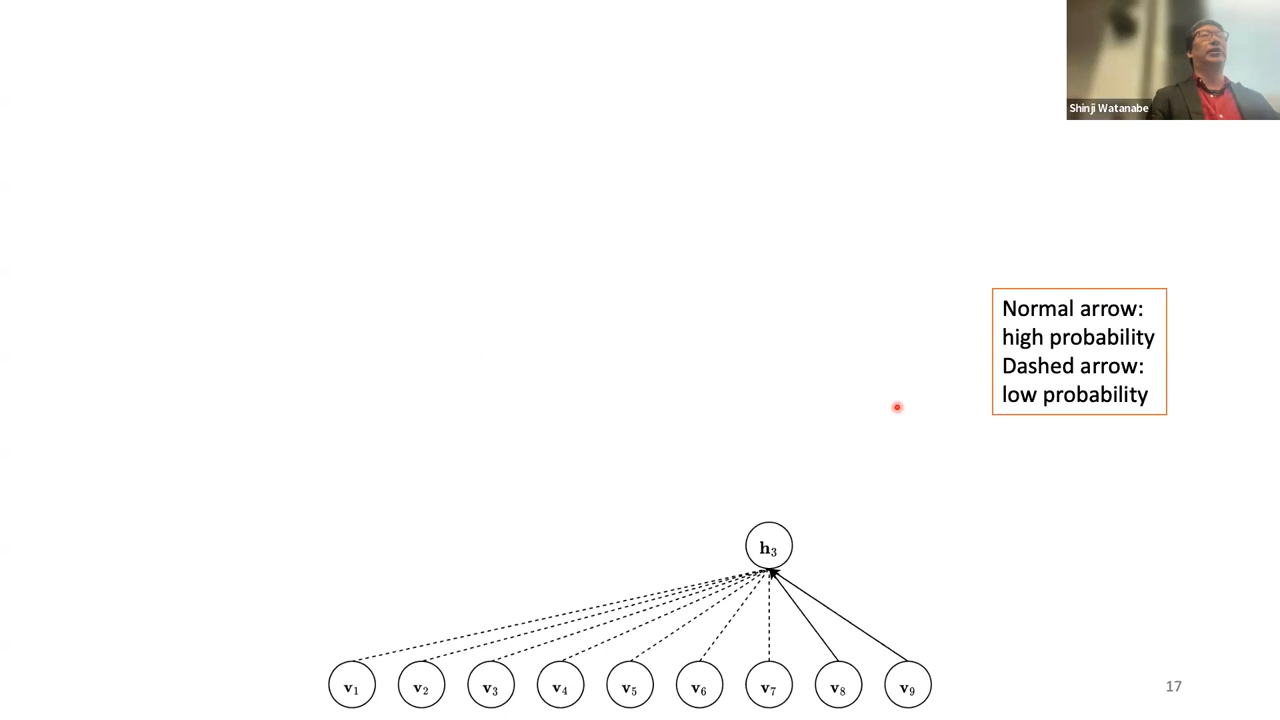 Shinji Watanabe
Normal arrow:
high probability
Dashed arrow:
low probability
h₃
v₁ v₂ v₃ v₄ v₅ v₆ v₇ v₈ v₉
17